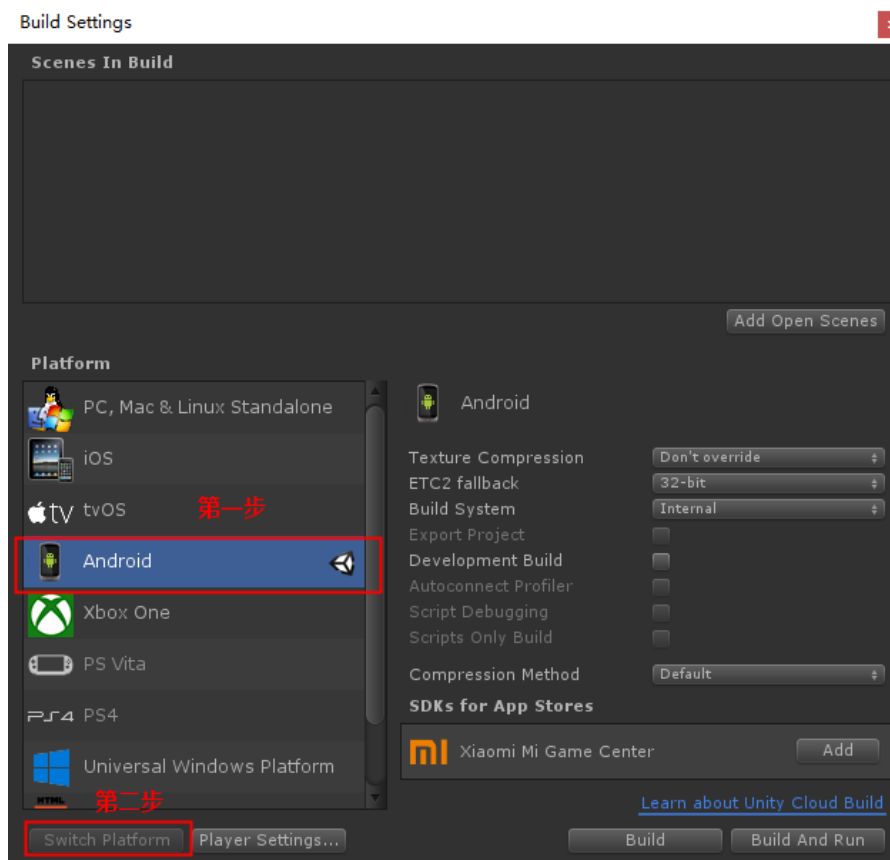 Build Settings
Scenes In Build
Add Open Scenes
Platform
PC, Mac & Linux Standalone
iOS
tv tvOS
第一步
Android
Xbox One
PS Vita
PS4 PS4
Universal Windows Platform
HTML
第二步
Switch Platform
Player Settings...
Android
Texture Compression Don't override
ETC2 fallback 32-bit
Build System Internal
Export Project
Development Build
Autoconnect Profiler
Script Debugging
Scripts Only Build
Compression Method Default
SDKs for App Stores
MI Xiaomi Mi Game Center Add
Learn about Unity Cloud Build
Build
Build And Run